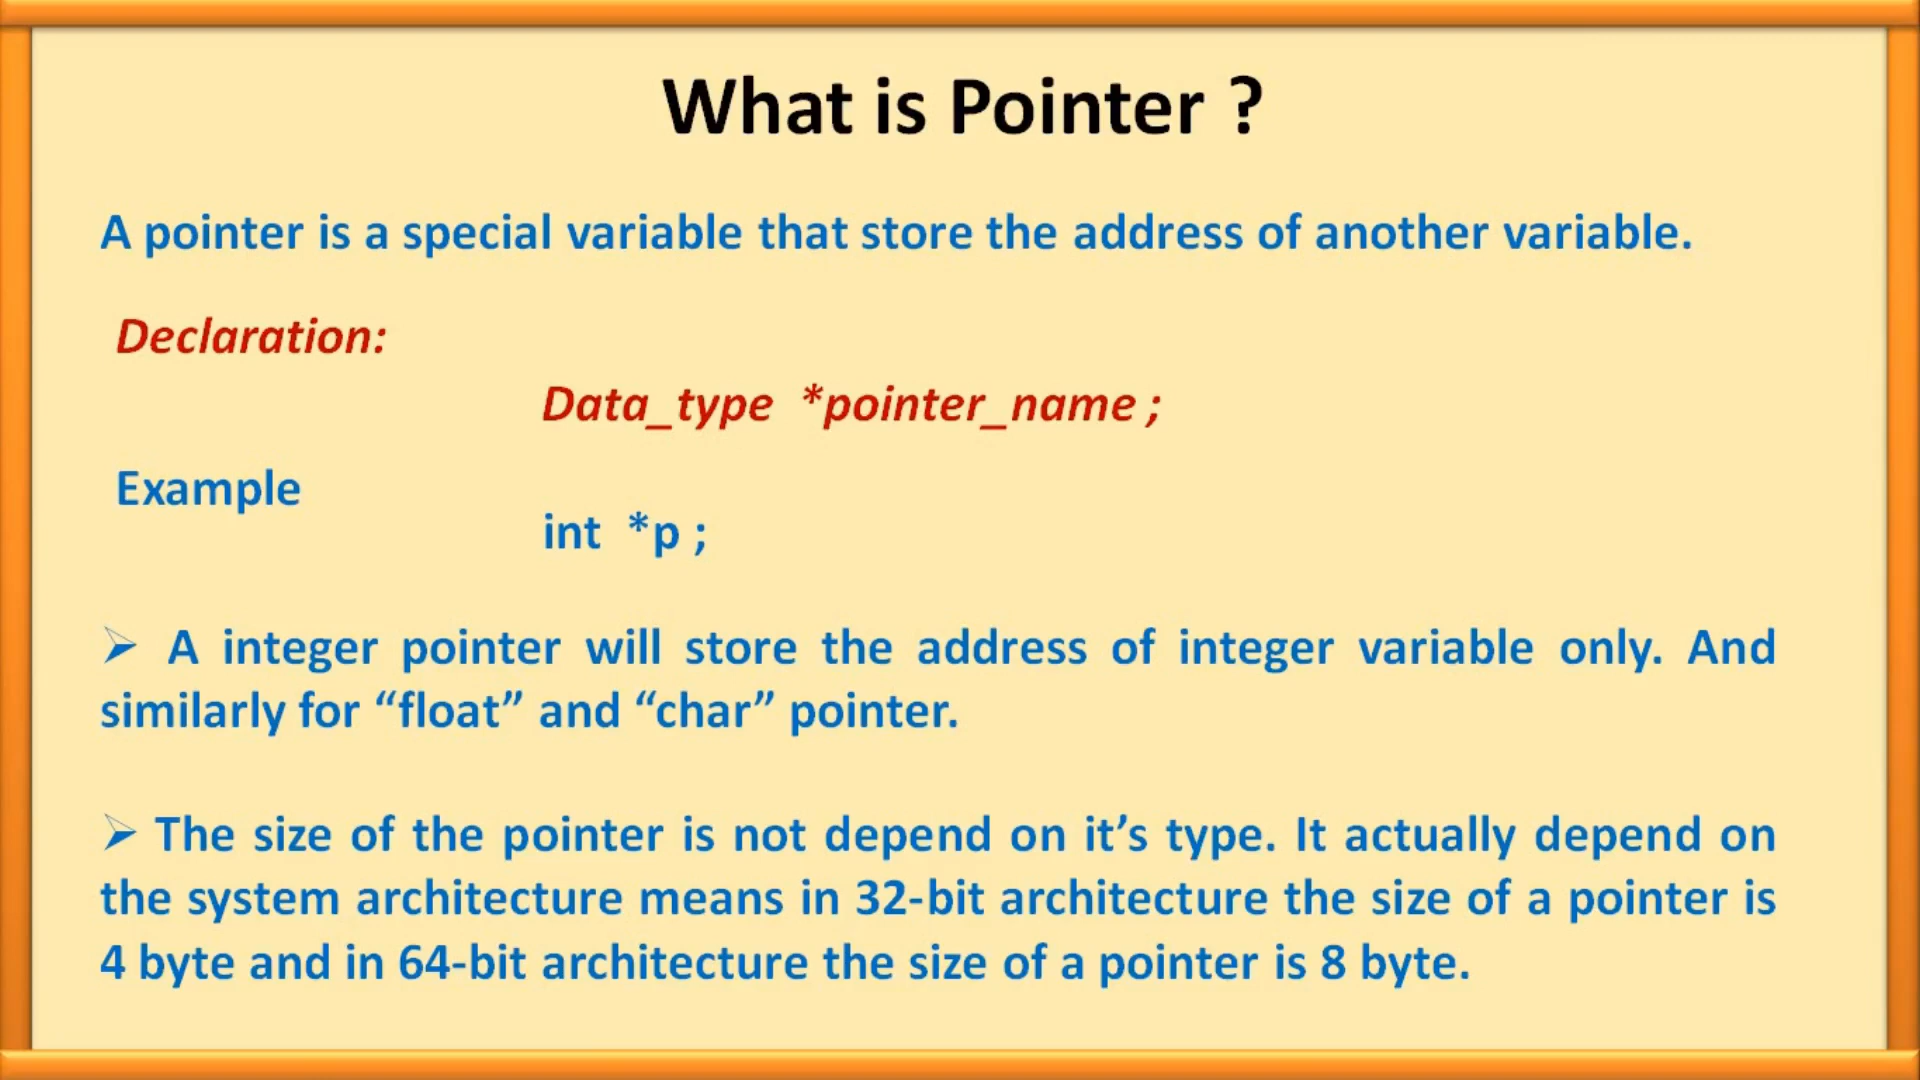 What is Pointer ?
A pointer is a special variable that store the address of another variable.
Declaration:
Data_type *pointer_name ;
Example
int *p ;
➢ A integer pointer will store the address of integer variable only. And
similarly for “float” and “char” pointer.
➢ The size of the pointer is not depend on it’s type. It actually depend on
the system architecture means in 32-bit architecture the size of a pointer is
4 byte and in 64-bit architecture the size of a pointer is 8 byte.